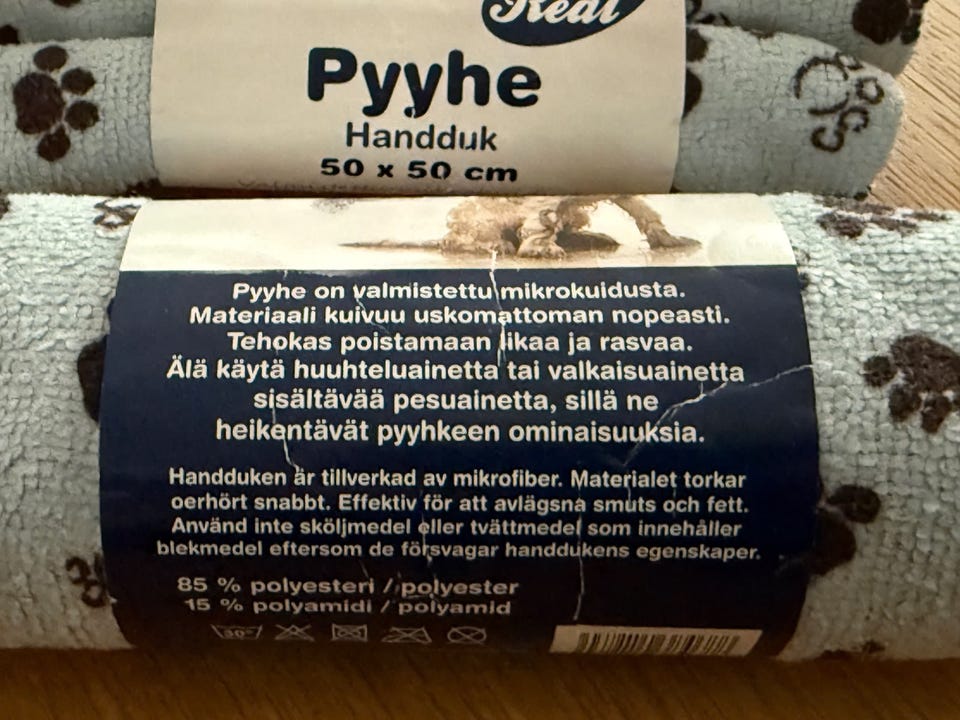 Real
Pyyhe
Handduk
50 x 50 cm
Pyyhe on valmistettu mikrokuidusta.
Materiaali kuivuu uskomattoman nopeasti.
Tehokas poistamaan likaa ja rasvaa.
Älä käytä huuhteluainetta tai valkaisuainetta
sisältävää pesuainetta, sillä ne
heikentävät pyyhkeen ominaisuuksia.
Handduken är tillverkad av mikrofiber. Materialet torkar
oerhört snabbt. Effektiv för att avlägsna smuts och fett.
Använd inte sköljmedel eller tvättmedel som innehåller
blekmedel eftersom de försvagar handdukens egenskaper.
85 % polyesteri / polyester
15 % polyamidi / polyamid
30°